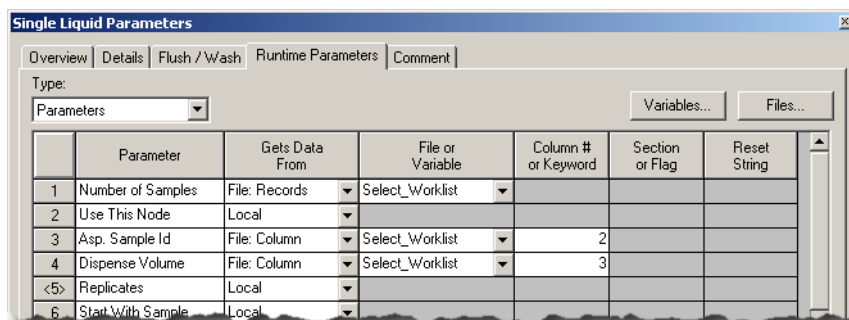 Single Liquid Parameters
Overview Details Flush / Wash Runtime Parameters Comment
Type:
Parameters Variables... Files...
Parameter Gets Data From File or Variable Column # or Keyword Section or Flag Reset String
1 Number of Samples File: Records Select_Worklist
2 Use This Node Local
3 Asp. Sample Id File: Column Select_Worklist 2
4 Dispense Volume File: Column Select_Worklist 3
<5> Replicates Local
6 Start With Sample Local